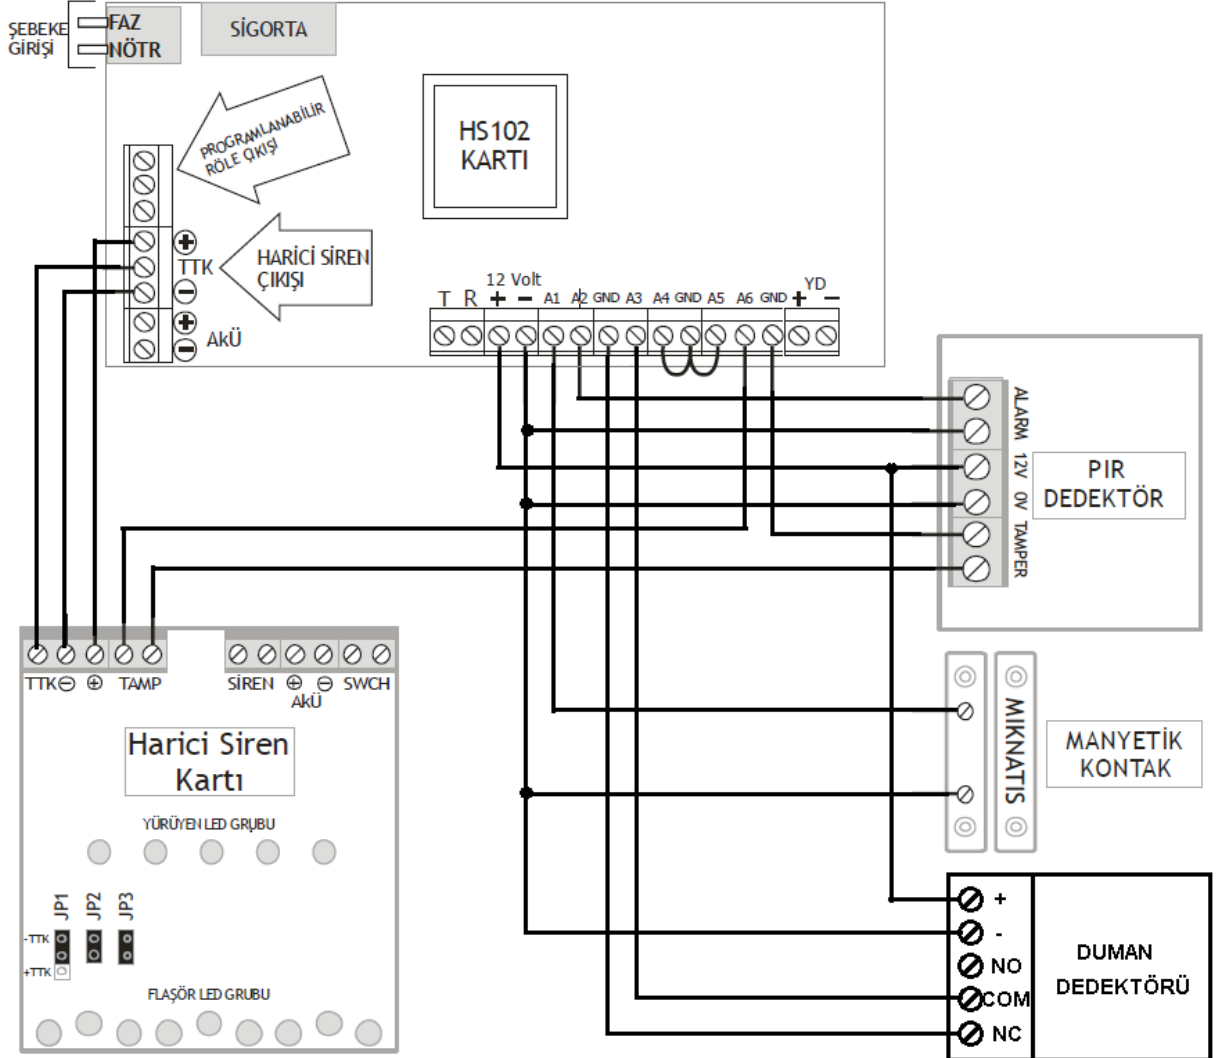 ŞEBEKE
GİRİŞİ
FAZ
NÖTR
SİGORTA
PROGRAMLANABİLİR
RÖLE ÇIKIŞI
HS102
KARTI
HARİCİ SİREN
ÇIKIŞI
+
TTK
−
+
AkÜ
−
12 Volt
YD
T R + − A1 A2 GND A3 A4 GND A5 A6 GND + −
ALARM
12V
0V
TAMPER
PIR
DEDEKTÖR
TTK − + TAMP
SİREN + − SWCH
AkÜ
Harici Siren
Kartı
YÜRÜYEN LED GRUBU
JP1
JP2
JP3
-TTK
+TTK
FLAŞÖR LED GRUBU
MIKNATIS
MANYETİK
KONTAK
+
-
NO
COM
NC
DUMAN
DEDEKTÖRÜ